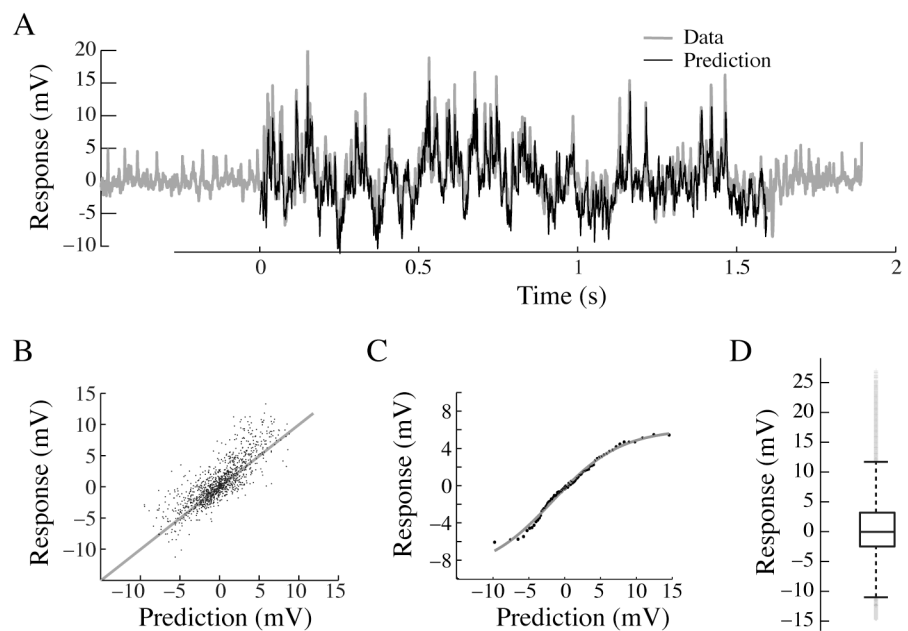 A
Data
Prediction
Response (mV)
20
15
10
5
0
−5
−10
0 0.5 1 1.5 2
Time (s)
B
Response (mV)
15
10
5
0
−5
−10
−10 −5 0 5 10 15
Prediction (mV)
C
Response (mV)
8
4
0
−4
−8
−10 −5 0 5 10 15
Prediction (mV)
D
Response (mV)
25
20
15
10
5
0
−5
−10
−15